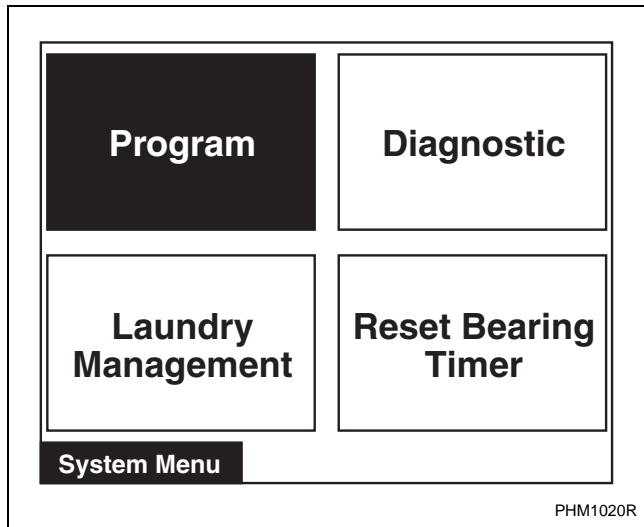 Program
Diagnostic
Laundry
Management
Reset Bearing
Timer
System Menu
PHM1020R